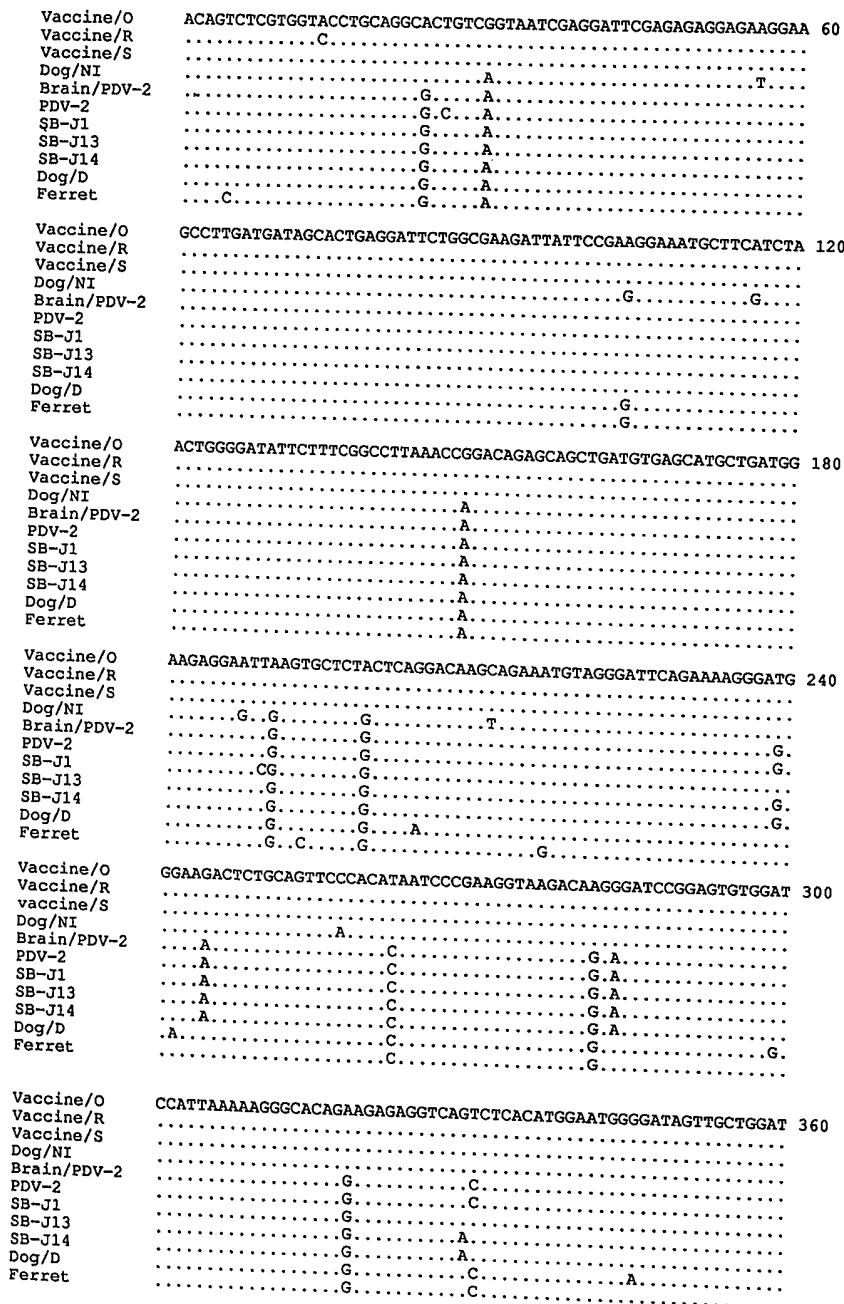 Vaccine/O ACAGTCTCGTGGTACCTGCAGGCACTGTCGGTAATCGAGGATTCGAGAGAGGAGAAGGAA 60
Vaccine/R .............C..............................................
Vaccine/S ............................................................
Dog/NI .............................A.........................T....
Brain/PDV-2 .......................G.....A..............................
PDV-2 .......................G.C...A..............................
SB-J1 .......................G.....A..............................
SB-J13 .......................G.....A..............................
SB-J14 .......................G.....A..............................
Dog/D .......................G.....A..............................
Ferret ....C..................G.....A..............................
Vaccine/O GCCTTGATGATAGCACTGAGGATTCTGGCGAAGATTATTCCGAAGGAAATGCTTCATCTA 120
Vaccine/R ............................................................
Vaccine/S ............................................................
Dog/NI ...........................................G...........G....
Brain/PDV-2 ............................................................
PDV-2 ............................................................
SB-J1 ............................................................
SB-J13 ............................................................
SB-J14 ............................................................
Dog/D ...........................................G................
Ferret ...........................................G................
Vaccine/O ACTGGGGATATTCTTTCGGCCTTAAACCGGACAGAGCAGCTGATGTGAGCATGCTGATGG 180
Vaccine/R ............................................................
Vaccine/S ............................................................
Dog/NI ............................A...............................
Brain/PDV-2 ............................A...............................
PDV-2 ............................A...............................
SB-J1 ............................A...............................
SB-J13 ............................A...............................
SB-J14 ............................A...............................
Dog/D ............................A...............................
Ferret ............................A...............................
Vaccine/O AAGAGGAATTAAGTGCTCTACTCAGGACAAGCAGAAATGTAGGGATTCAGAAAAGGGATG 240
Vaccine/R ............................................................
Vaccine/S ............................................................
Dog/NI .......G..G........G...........T............................
Brain/PDV-2 ..........G........G......................................G.
PDV-2 ..........G........G......................................G.
SB-J1 .........CG........G........................................
SB-J13 ..........G........G......................................G.
SB-J14 ..........G........G......................................G.
Dog/D ..........G........G....A...................................
Ferret ..........G..C.....G................G.......................
Vaccine/O GGAAGACTCTGCAGTTCCCACATAATCCCGAAGGTAAGACAAGGGATCCGGAGTGTGGAT 300
Vaccine/R ............................................................
vaccine/S ............................................................
Dog/NI .................A..........................................
Brain/PDV-2 ....A.................C..................G.A................
PDV-2 ....A.................C..................G.A................
SB-J1 ....A.................C..................G.A................
SB-J13 ....A.................C..................G.A................
SB-J14 ....A.................C..................G.A................
Dog/D .A.......................................G................G.
Ferret ......................C..................G..................
Vaccine/O CCATTAAAAAGGGCACAGAAGAGAGGTCAGTCTCACATGGAATGGGGATAGTTGCTGGAT 360
Vaccine/R ............................................................
Vaccine/S ............................................................
Dog/NI ............................................................
Brain/PDV-2 ..................G...........C.............................
PDV-2 ..................G...........C.............................
SB-J1 ..................G.........................................
SB-J13 ..................G..........A..............................
SB-J14 ..................G..........A..............................
Dog/D ..................G...........C..............A..............
Ferret ..................G...........C.............................